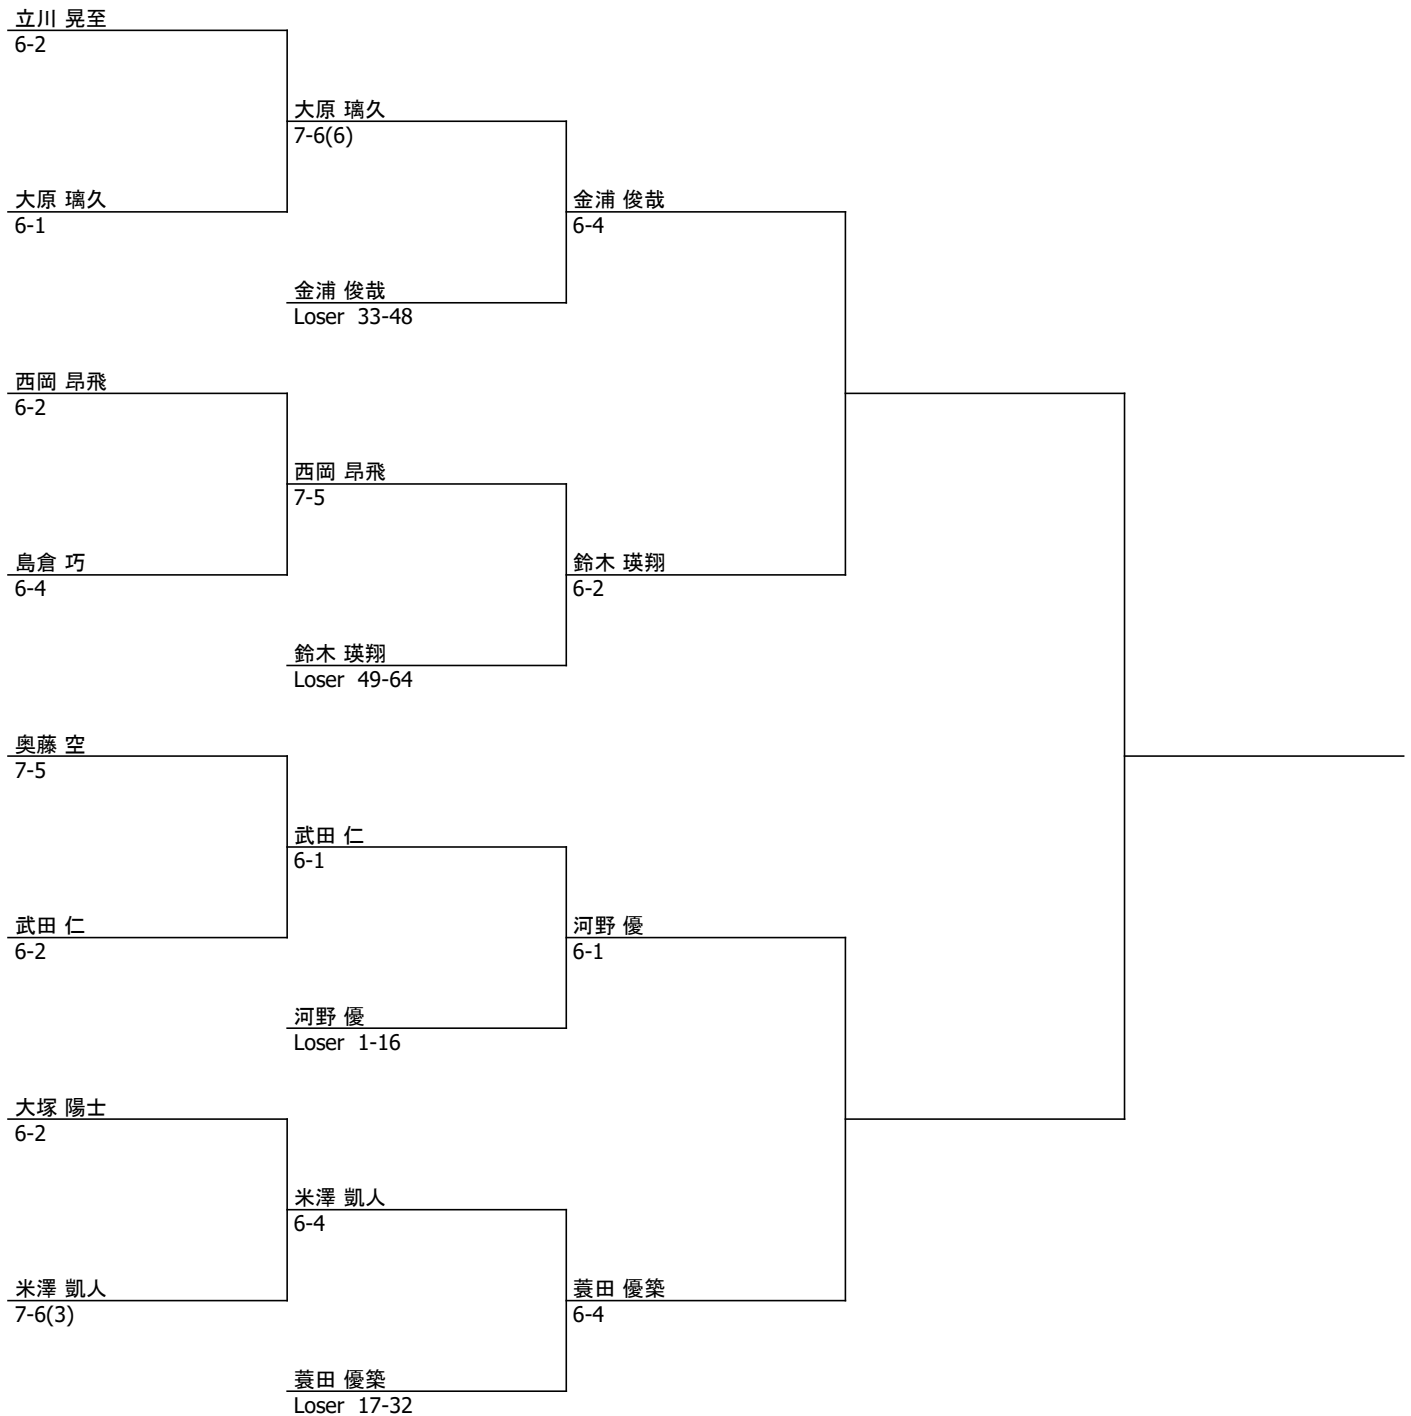 立川 晃至
6-2
大原 璃久
7-6(6)
大原 璃久
6-1
金浦 俊哉
6-4
金浦 俊哉
Loser 33-48
西岡 昂飛
6-2
西岡 昂飛
7-5
島倉 巧
6-4
鈴木 瑛翔
6-2
鈴木 瑛翔
Loser 49-64
奥藤 空
7-5
武田 仁
6-1
武田 仁
6-2
河野 優
6-1
河野 優
Loser 1-16
大塚 陽士
6-2
米澤 凱人
6-4
米澤 凱人
7-6(3)
蓑田 優築
6-4
蓑田 優築
Loser 17-32